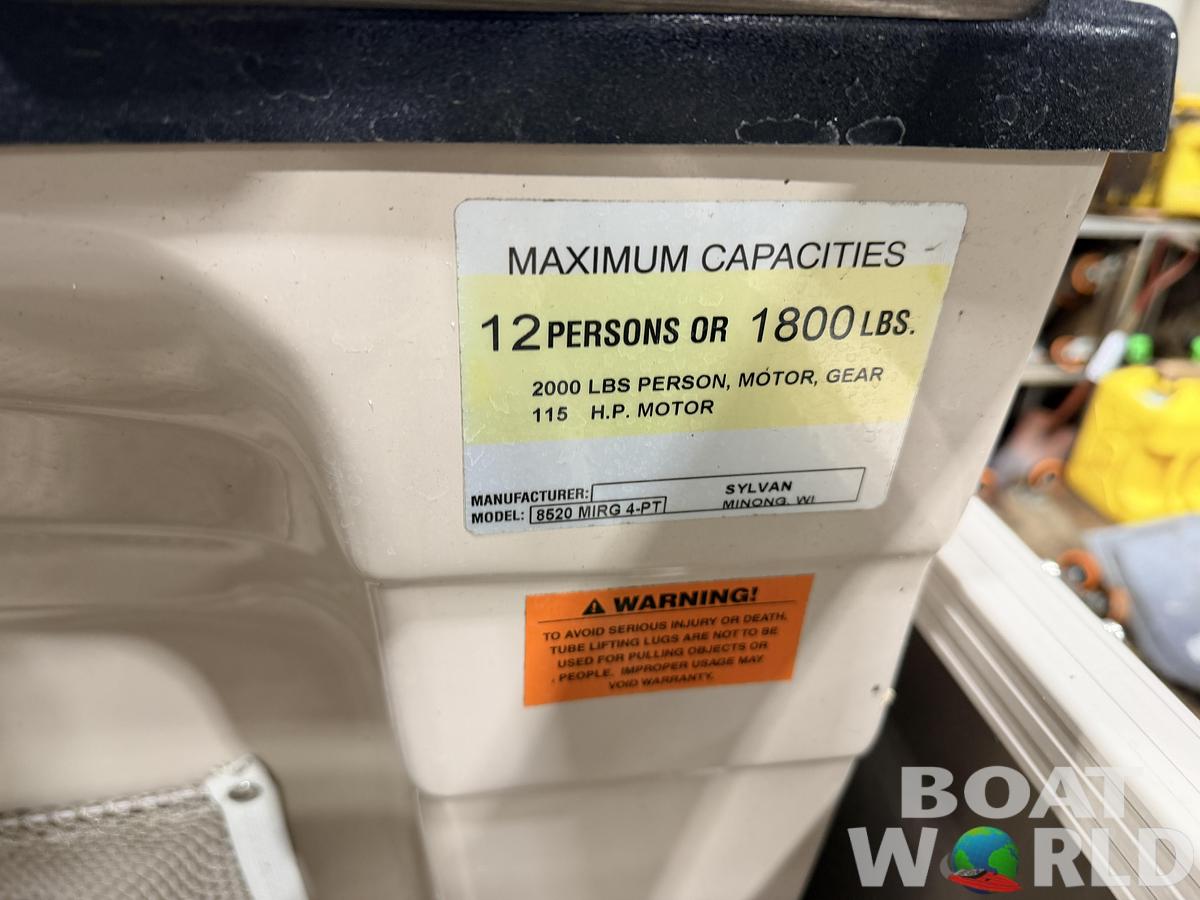 MAXIMUM CAPACITIES
12 PERSONS OR 1800 LBS.
2000 LBS PERSON, MOTOR, GEAR
115 H.P. MOTOR
MANUFACTURER: SYLVAN
MODEL: 8520 MIRG 4-PT MINONG, WI
⚠ WARNING!
TO AVOID SERIOUS INJURY OR DEATH,
TUBE LIFTING LUGS ARE NOT TO BE
USED FOR PULLING OBJECTS OR
PEOPLE. IMPROPER USAGE MAY
VOID WARRANTY.
BOAT
WORLD